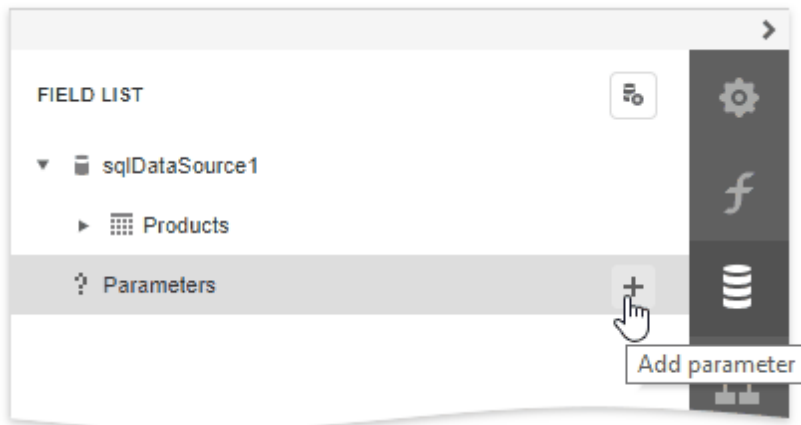 FIELD LIST
sqlDataSource1
Products
Parameters
Add parameter